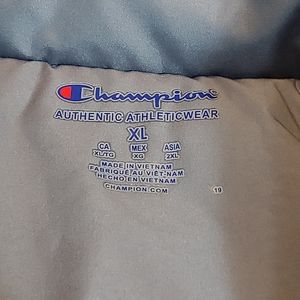 Champion
AUTHENTIC ATHLETICWEAR
XL
CA MEX ASIA
XL/TG XG 2XL
MADE IN VIETNAM
FABRIQUÉ AU VIÊT-NAM
HECHO EN VIETNAM
CHAMPION.COM
19